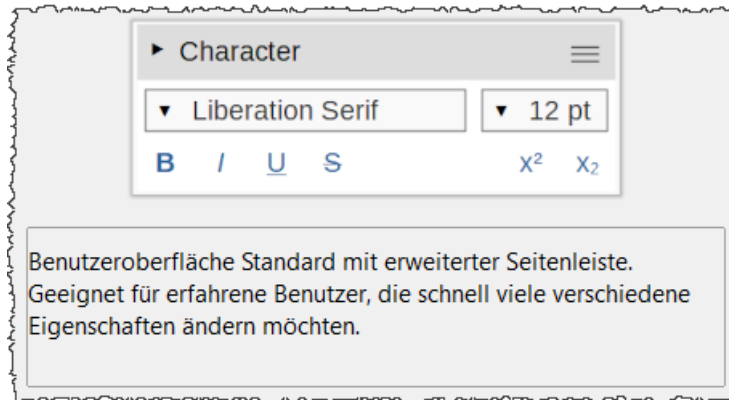 Character
Liberation Serif 12 pt
B I U S x² x₂
Benutzeroberfläche Standard mit erweiterter Seitenleiste.
Geeignet für erfahrene Benutzer, die schnell viele verschiedene
Eigenschaften ändern möchten.